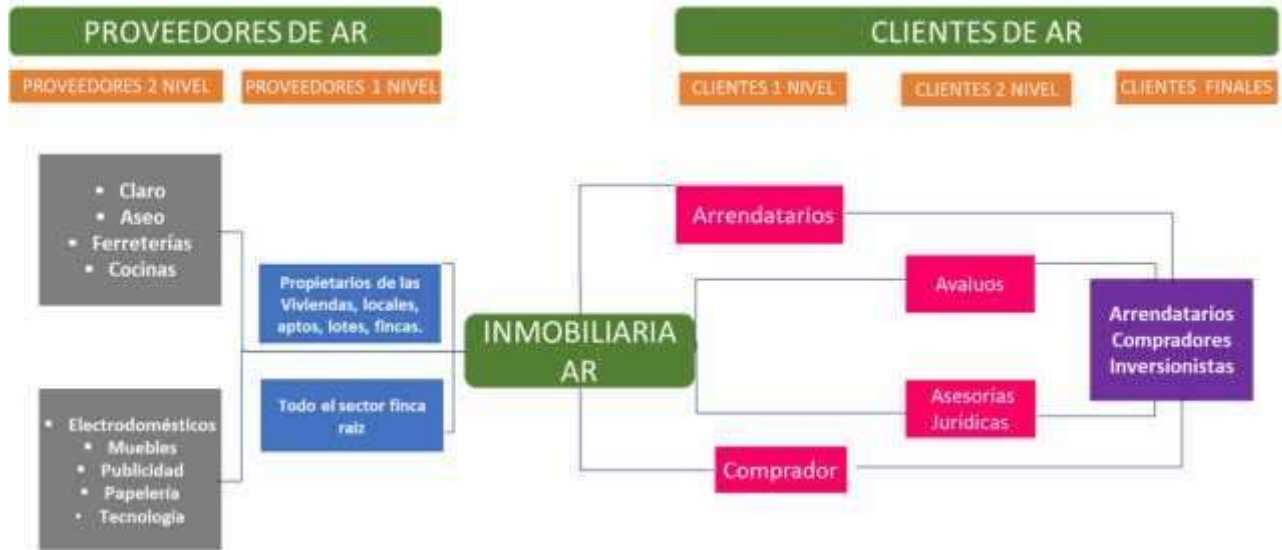 PROVEEDORES DE AR
CLIENTES DE AR
PROVEEDORES 2 NIVEL
PROVEEDORES 1 NIVEL
CLIENTES 1 NIVEL
CLIENTES 2 NIVEL
CLIENTES FINALES
▪ Claro
▪ Aseo
▪ Ferreterías
▪ Cocinas
▪ Electrodomésticos
▪ Muebles
▪ Publicidad
▪ Papelería
• Tecnología
Propietarios de las
Viviendas, locales,
aptos, lotes, fincas.
Todo el sector finca
raiz
INMOBILIARIA
AR
Arrendatarios
Avaluos
Asesorías
Jurídicas
Comprador
Arrendatarios
Compradores
Inversionistas